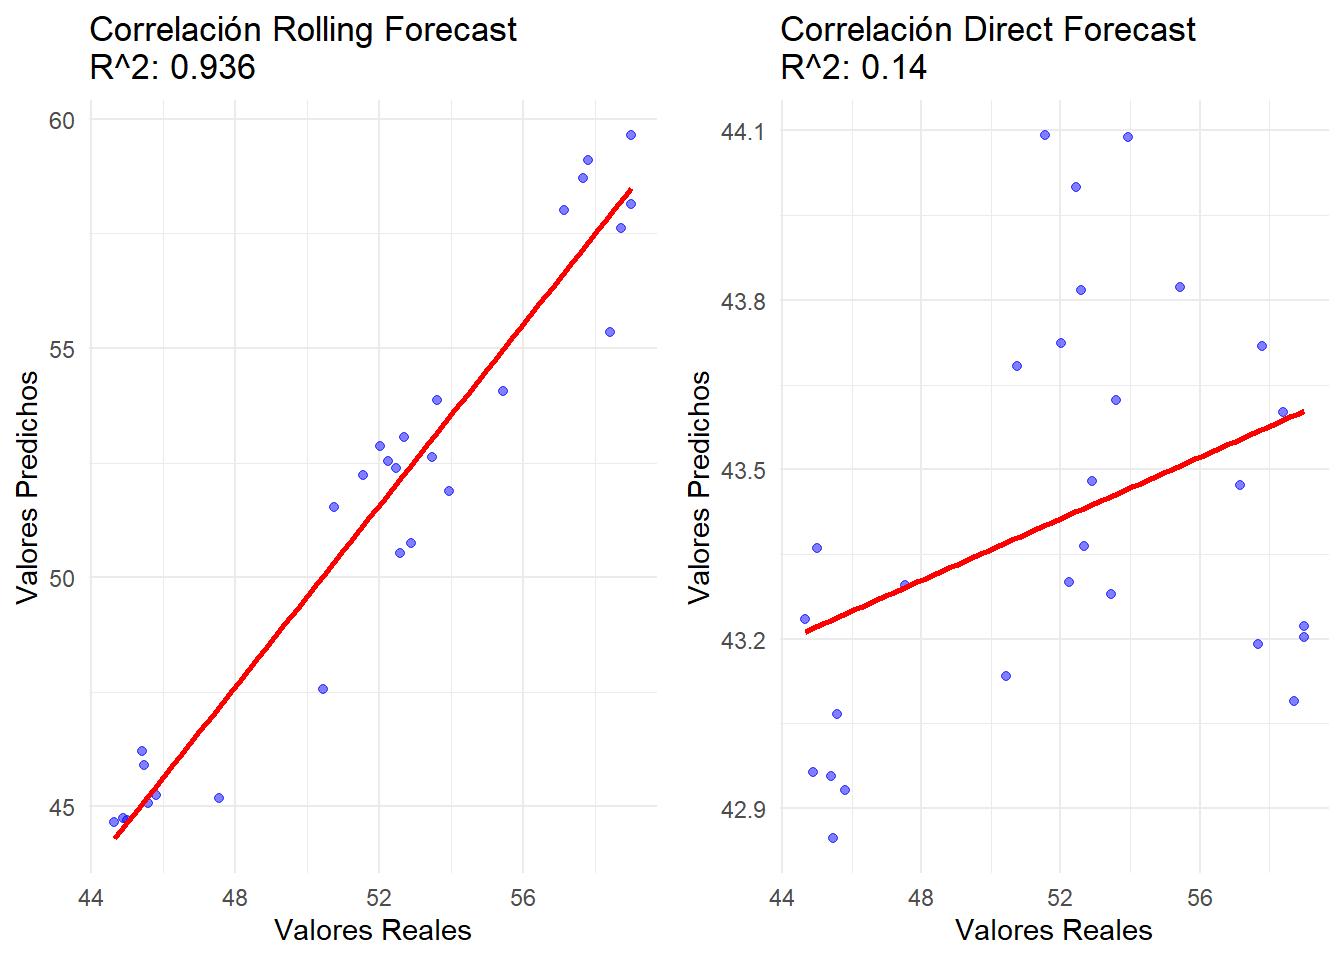 Correlación Rolling Forecast
R^2: 0.936
60
55
50
45
44
48
52
56
Valores Reales
Valores Predichos
Correlación Direct Forecast
R^2: 0.14
44.1
43.8
43.5
43.2
42.9
44
48
52
56
Valores Reales
Valores Predichos